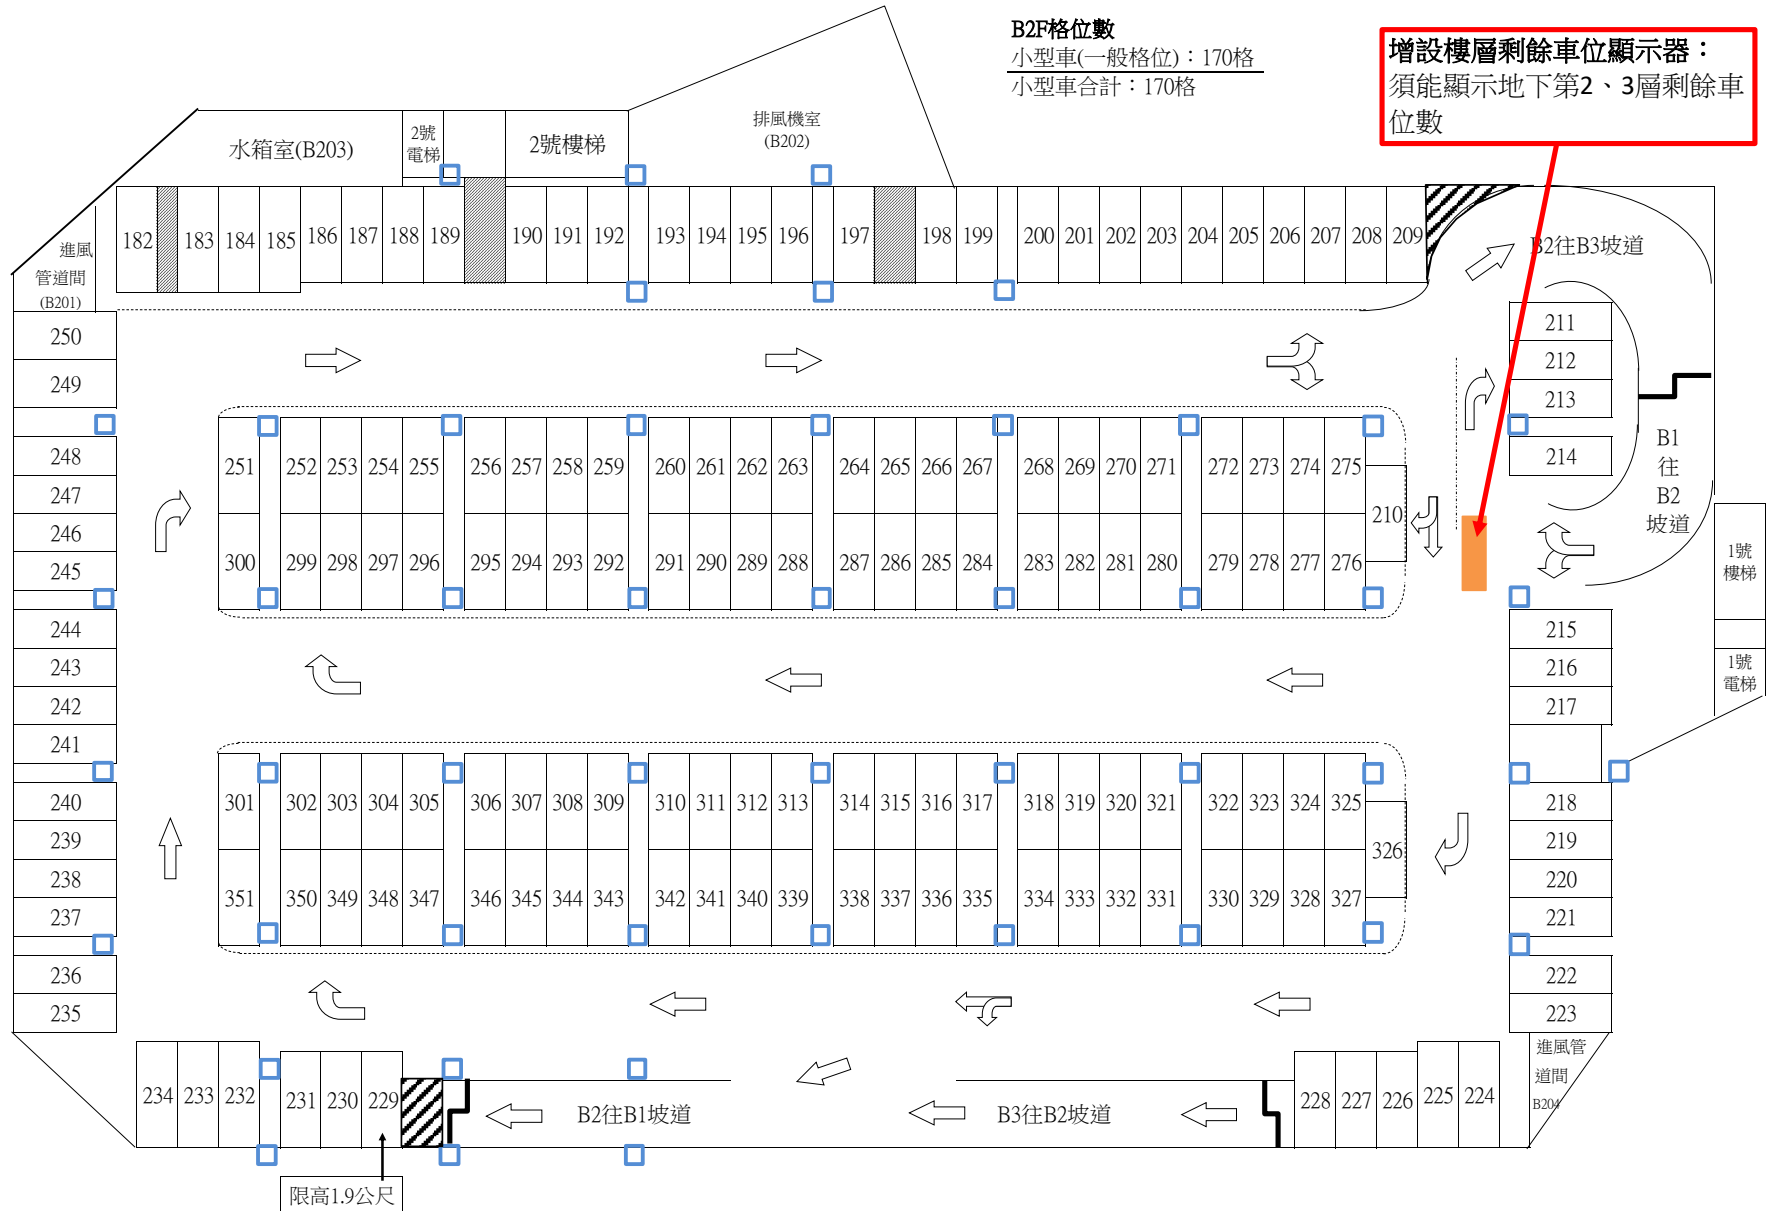 B2F格位數
小型車(一般格位)：170格
小型車合計：170格
增設樓層剩餘車位顯示器：
須能顯示地下第2、3層剩餘車
位數
水箱室(B203)
2號
電梯
2號樓梯
排風機室
(B202)
進風
管道間
(B201)
182 183 184 185 186 187 188 189 190 191 192 193 194 195 196 197 198 199 200 201 202 203 204 205 206 207 208 209
B2往B3坡道
250
249
248
247
246
245
244
243
242
241
240
239
238
237
236
235
251 252 253 254 255 256 257 258 259 260 261 262 263 264 265 266 267 268 269 270 271 272 273 274 275
210
300 299 298 297 296 295 294 293 292 291 290 289 288 287 286 285 284 283 282 281 280 279 278 277 276
211
212
213
214
B1
往
B2
坡道
1號
樓梯
1號
電梯
215
216
217
218
219
220
221
222
223
301 302 303 304 305 306 307 308 309 310 311 312 313 314 315 316 317 318 319 320 321 322 323 324 325
326
351 350 349 348 347 346 345 344 343 342 341 340 339 338 337 336 335 334 333 332 331 330 329 328 327
進風管
道間
B204
234 233 232 231 230 229
B2往B1坡道
B3往B2坡道
228 227 226 225 224
限高1.9公尺